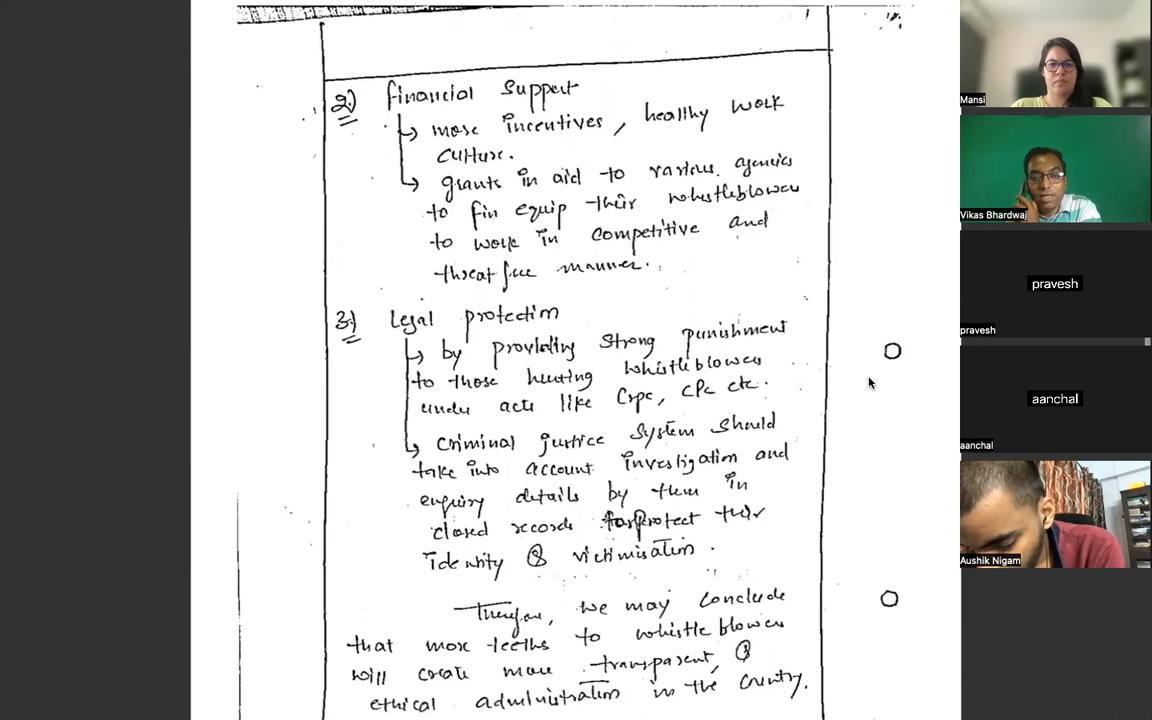 2) financial support
↳ more incentives, healthy work
culture.
↳ grants in aid to various agencies
to fin equip their whistleblower
to work in competitive and
threat free manner.
3) Legal protection
↳ by providing strong punishment
to those hurting whistleblowers
under acts like Crpc, CPC etc.
↳ criminal justice system should
take into account investigation and
enquiry details by them in
closed records for protect their
identity & victimisation.
Therefore, we may conclude
that more teeths to whistle blowers
will create more transparent, &
ethical administration in the country.
Mansi
Vikas Bhardwaj
pravesh
pravesh
aanchal
aanchal
Aushik Nigam